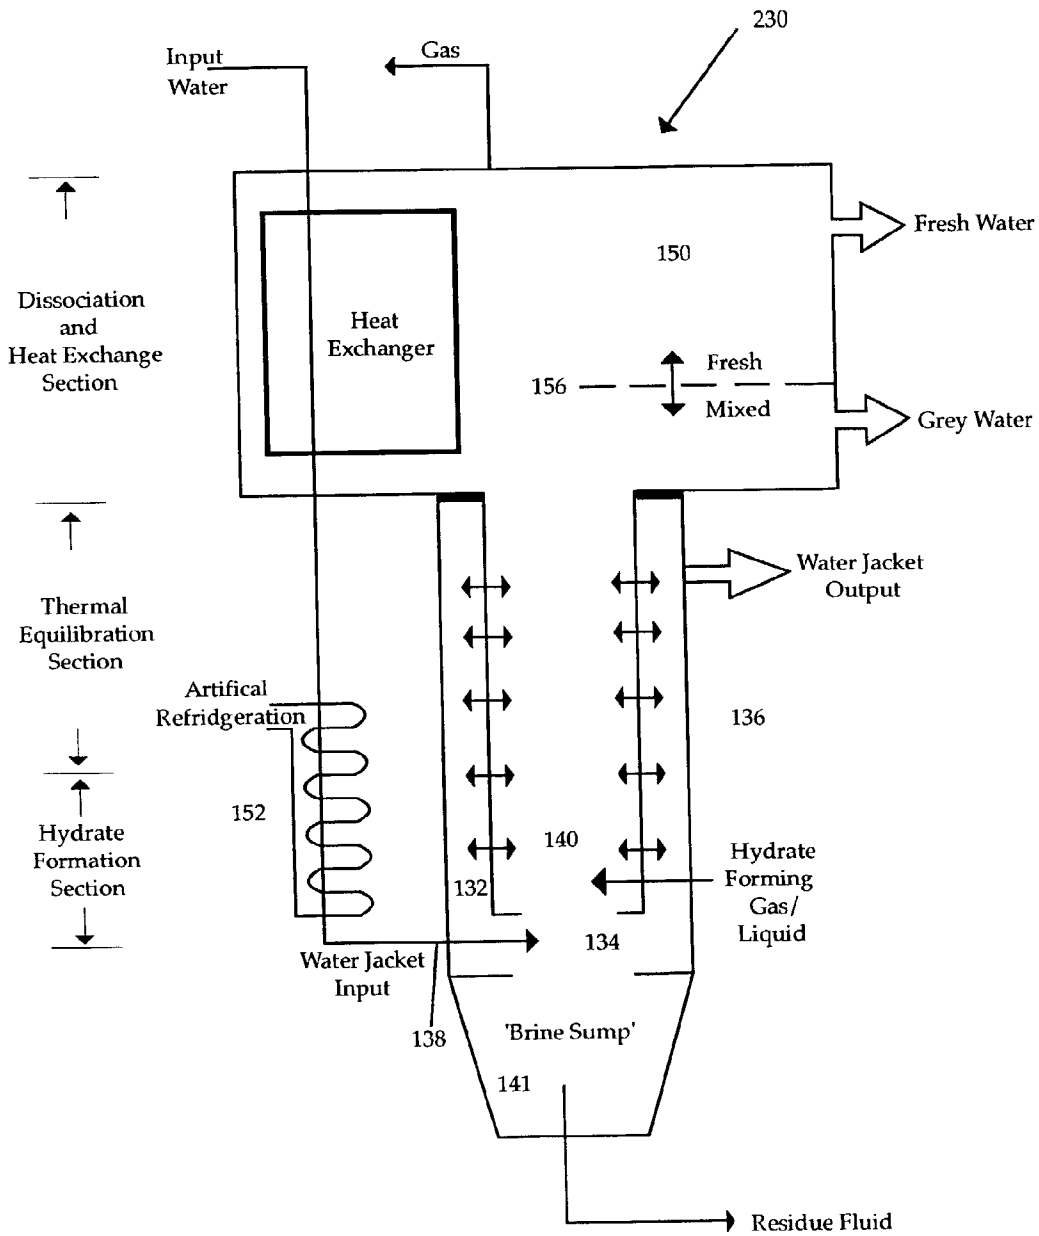 230
Input
Water
Gas
Fresh Water
150
Dissociation
and
Heat Exchange
Section
Heat
Exchanger
156
Fresh
Mixed
Grey Water
Water Jacket
Output
Thermal
Equilibration
Section
Artifical
Refridgeration
136
152
Hydrate
Formation
Section
140
132
Hydrate
Forming
Gas/
Liquid
134
Water Jacket
Input
138
'Brine Sump'
141
Residue Fluid